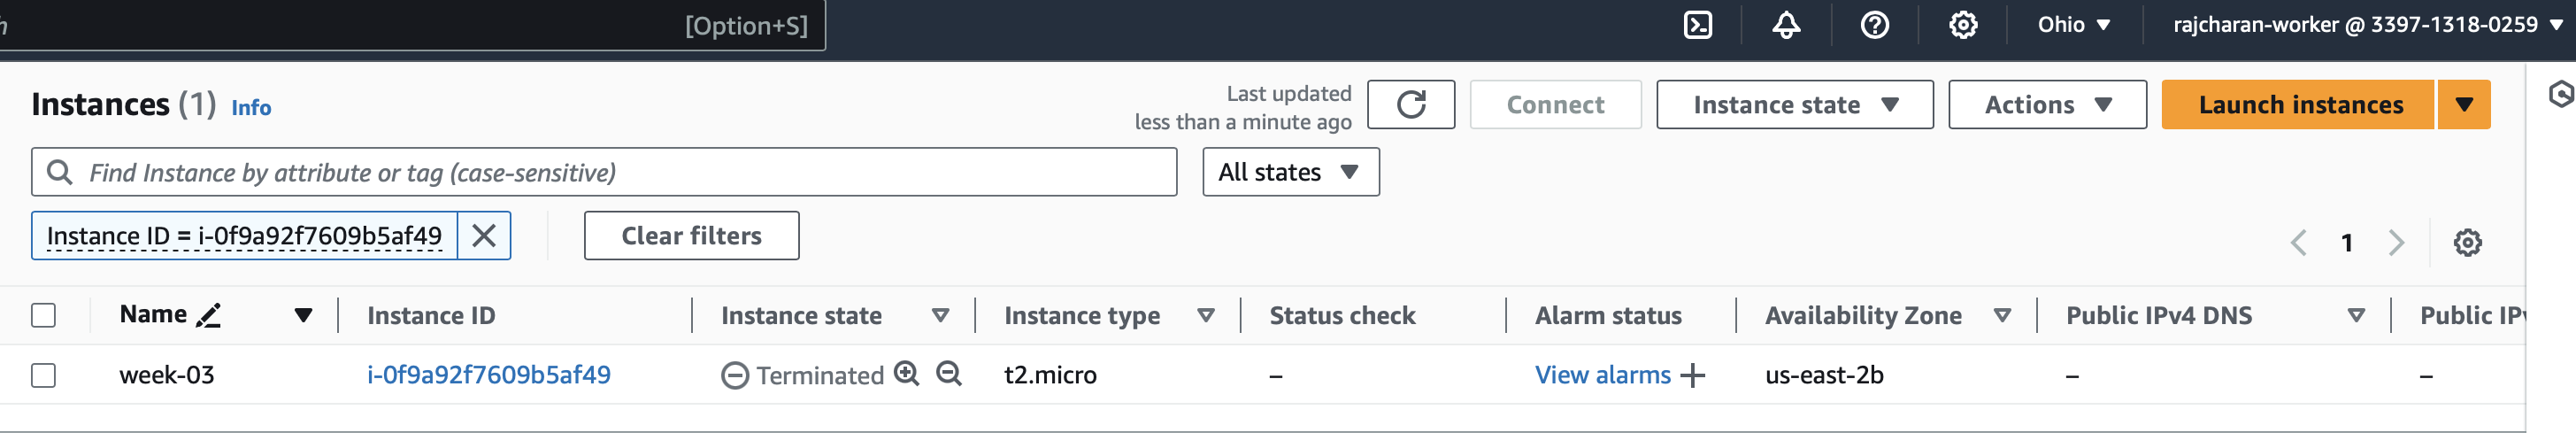 [Option+S]
Ohio
rajcharan-worker @ 3397-1318-0259
Instances (1) Info
Last updated
less than a minute ago
Connect
Instance state
Actions
Launch instances
Find Instance by attribute or tag (case-sensitive)
All states
Instance ID = i-0f9a92f7609b5af49
Clear filters
1
Name Instance ID Instance state Instance type Status check Alarm status Availability Zone Public IPv4 DNS Public IPv
week-03 i-0f9a92f7609b5af49 Terminated t2.micro – View alarms + us-east-2b – –